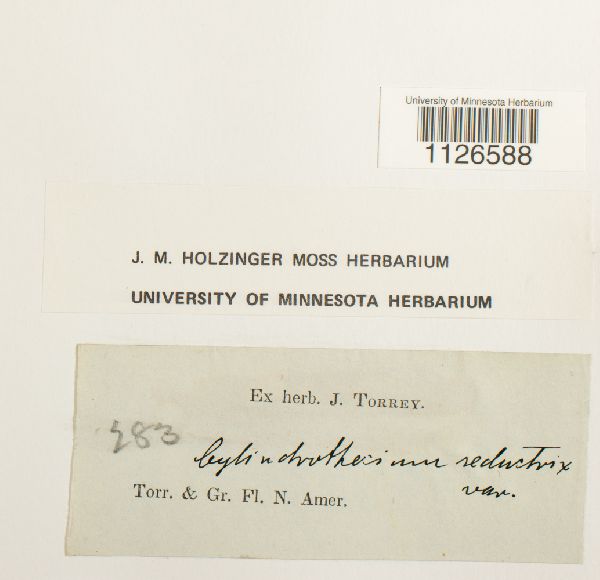 University of Minnesota Herbarium
1126588
J. M. HOLZINGER MOSS HERBARIUM
UNIVERSITY OF MINNESOTA HERBARIUM
Ex herb. J. TORREY.
283
Cylindrothecium seductrix
var.
Torr. & Gr. Fl. N. Amer.